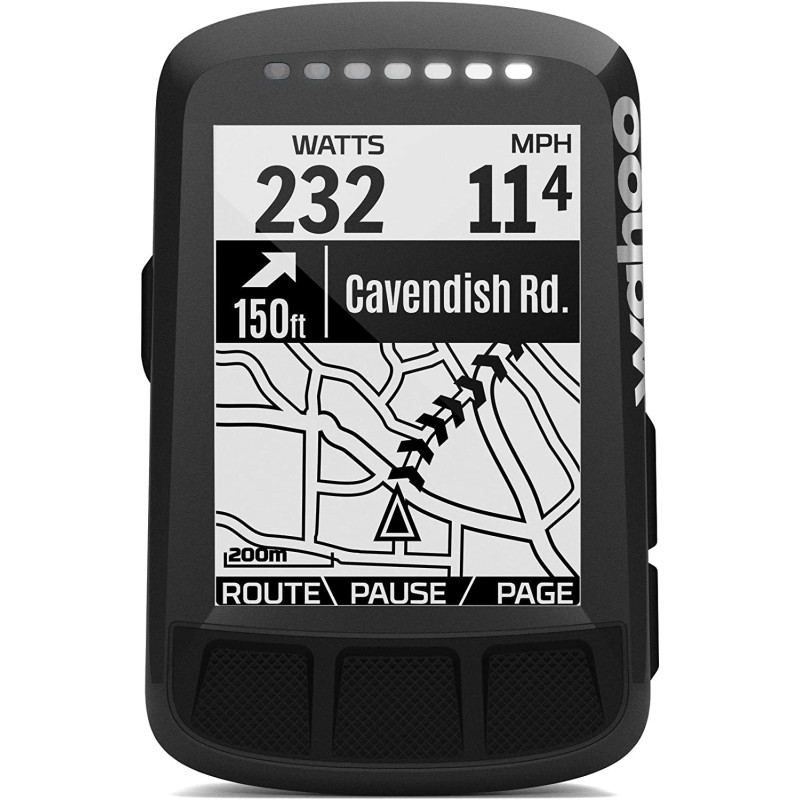 WATTS MPH
232 11⁴
150ft Cavendish Rd.
200m
ROUTE PAUSE PAGE
wahoo